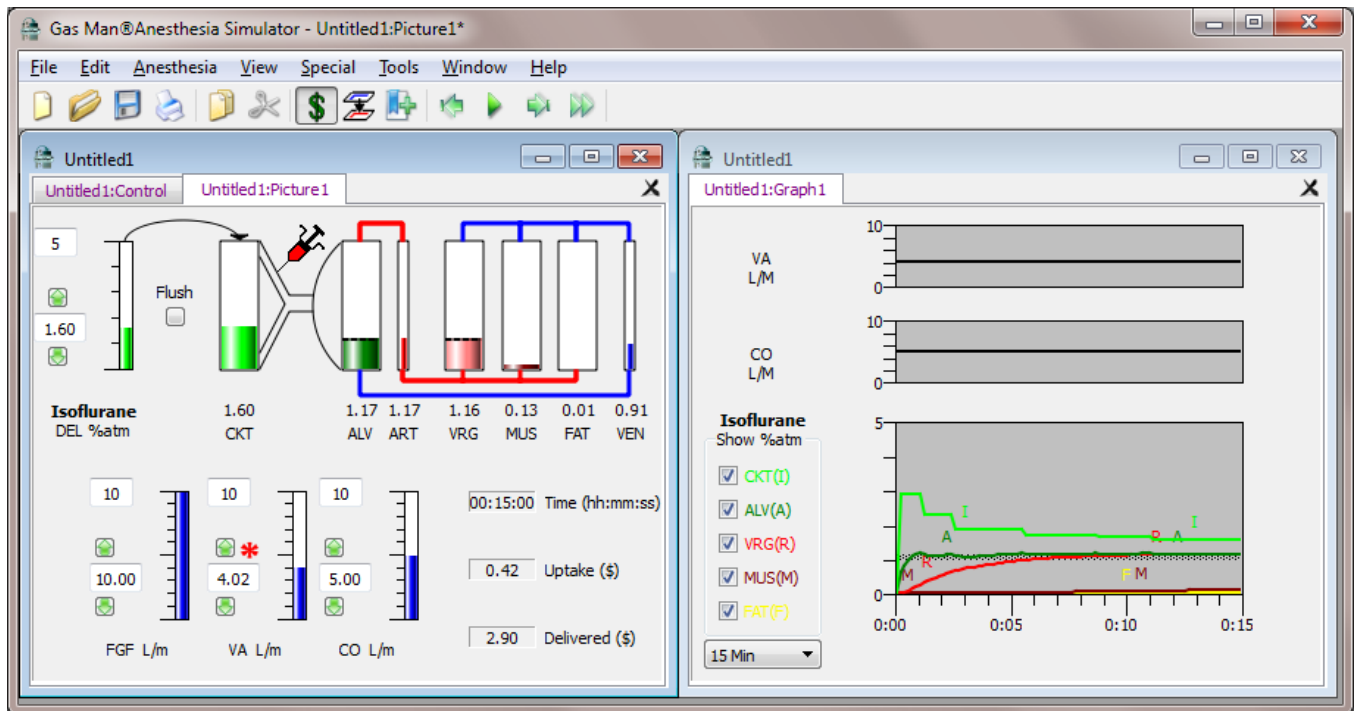 Gas Man®Anesthesia Simulator - Untitled1:Picture1*
File Edit Anesthesia View Special Tools Window Help
$
Untitled1
Untitled1:Control Untitled1:Picture1
5
Flush
1.60
Isoflurane 1.60 1.17 1.17 1.16 0.13 0.01 0.91
DEL %atm CKT ALV ART VRG MUS FAT VEN
10 10 10
00:15:00 Time (hh:mm:ss)
*
10.00 4.02 5.00
0.42 Uptake ($)
2.90 Delivered ($)
FGF L/m VA L/m CO L/m
Untitled1
Untitled1:Graph1
10
VA
L/M
0
10
CO
L/M
0
Isoflurane
Show %atm
5
CKT(I)
ALV(A)
VRG(R)
MUS(M)
FAT(F)
I
A
R A
I
R
M
F M
0
0:00 0:05 0:10 0:15
15 Min